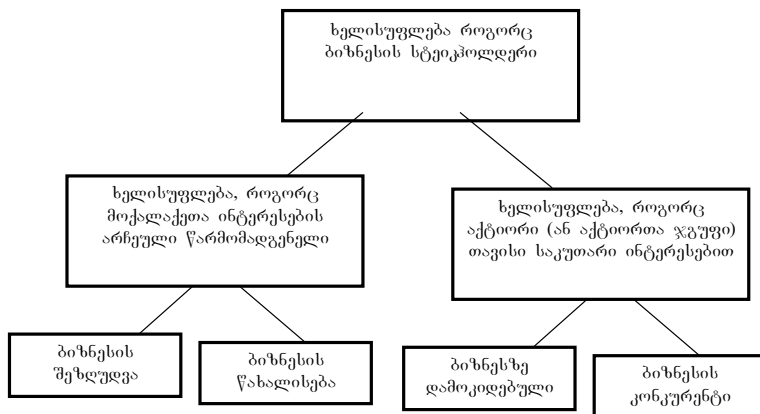 ხელისუფლება როგორც
ბიზნესის სტეიკჰოლდერი
ხელისუფლება, როგორც
მოქალაქეთა ინტერესების
არჩეული წარმომადგენელი
ხელისუფლება, როგორც
აქტიორი (ან აქტიორთა ჯგუფი)
თავისი საკუთარი ინტერესებით
ბიზნესის
შეზღუდვა
ბიზნესის
წახალისება
ბიზნესზე
დამოკიდებული
ბიზნესის
კონკურენტი